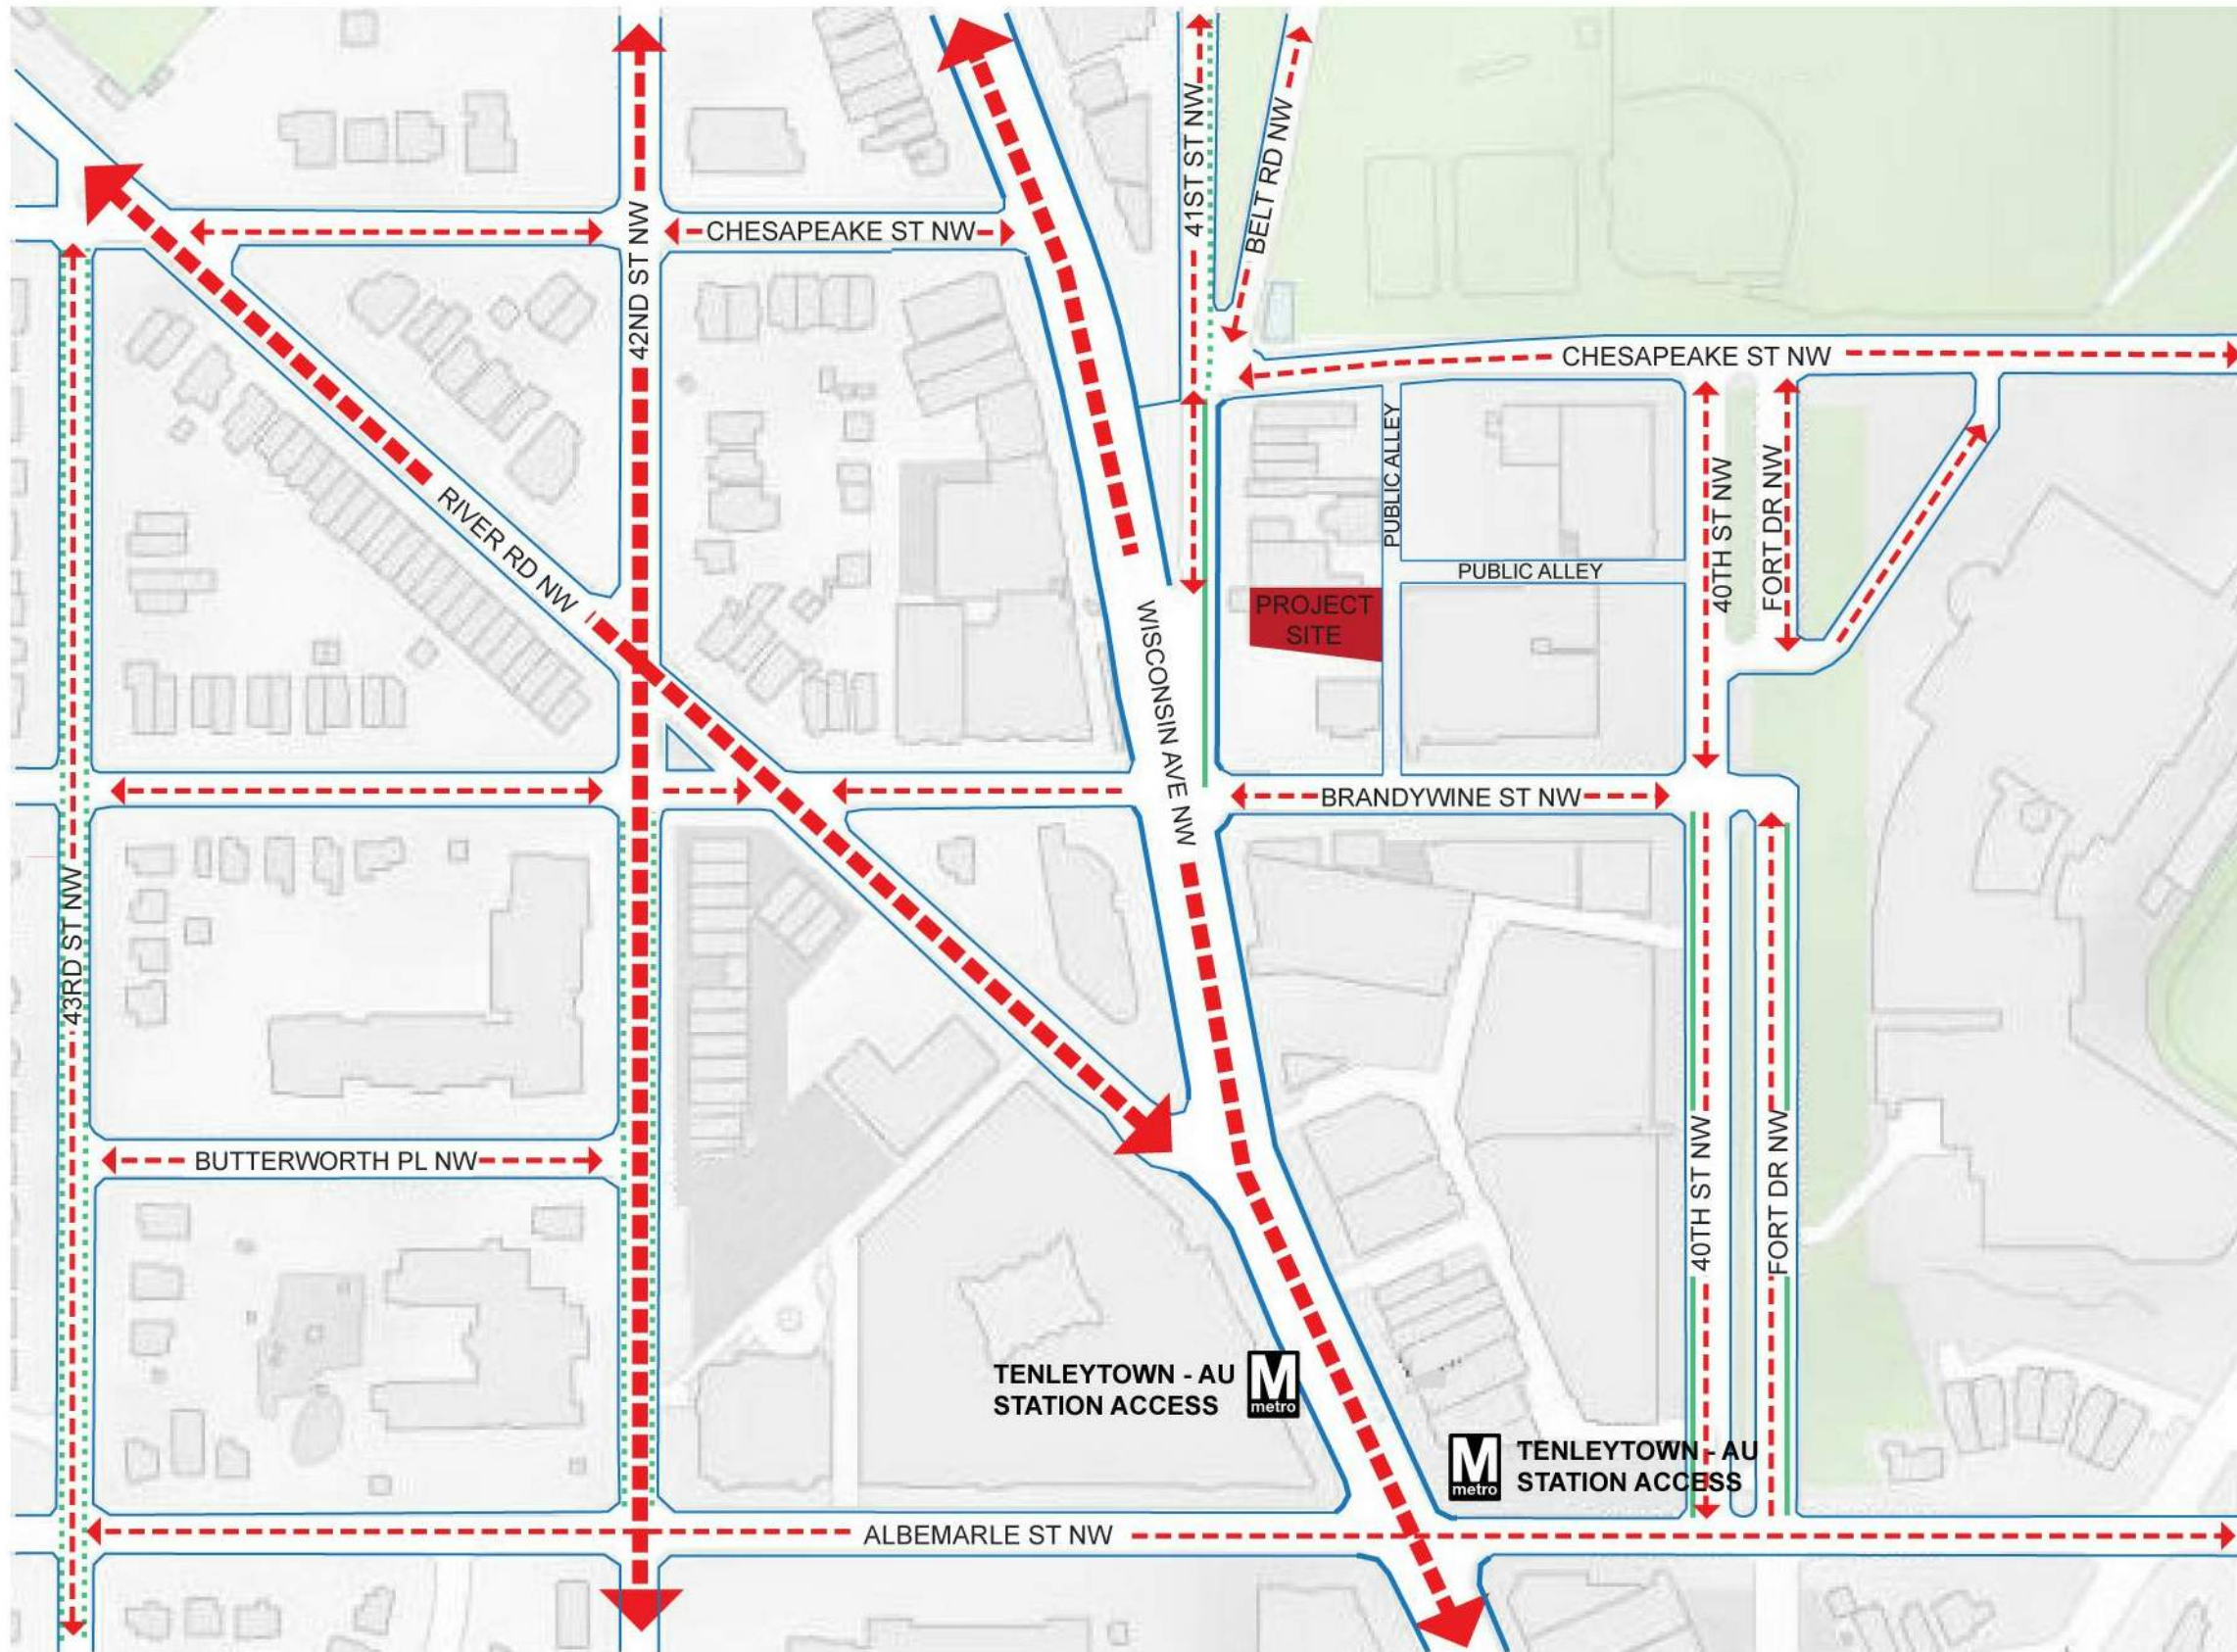 41ST ST NW
BELT RD NW
42ND ST NW
CHESAPEAKE ST NW
CHESAPEAKE ST NW
PUBLIC ALLEY
40TH ST NW
FORT DR NW
RIVER RD NW
PUBLIC ALLEY
PROJECT
SITE
WISCONSIN AVE NW
BRANDYWINE ST NW
43RD ST NW
BUTTERWORTH PL NW
40TH ST NW
FORT DR NW
TENLEYTOWN - AU
STATION ACCESS
M
metro
M
metro
TENLEYTOWN - AU
STATION ACCESS
ALBEMARLE ST NW